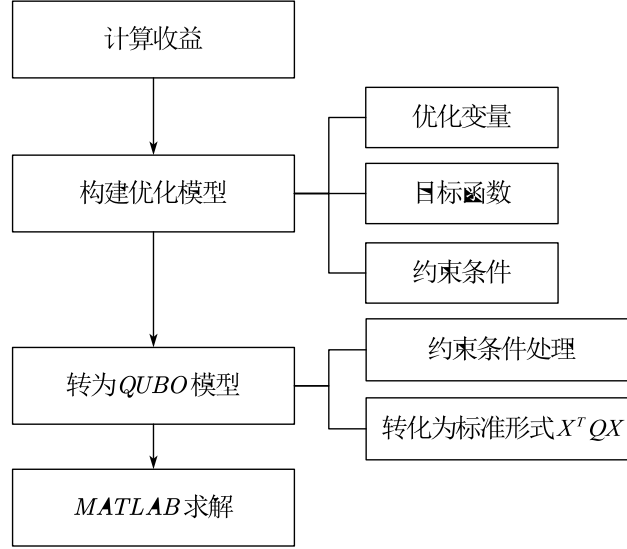 计算收益
构建优化模型
优化变量
目标函数
约束条件
转为QUBO模型
约束条件处理
转化为标准形式X^T QX
MATLAB求解